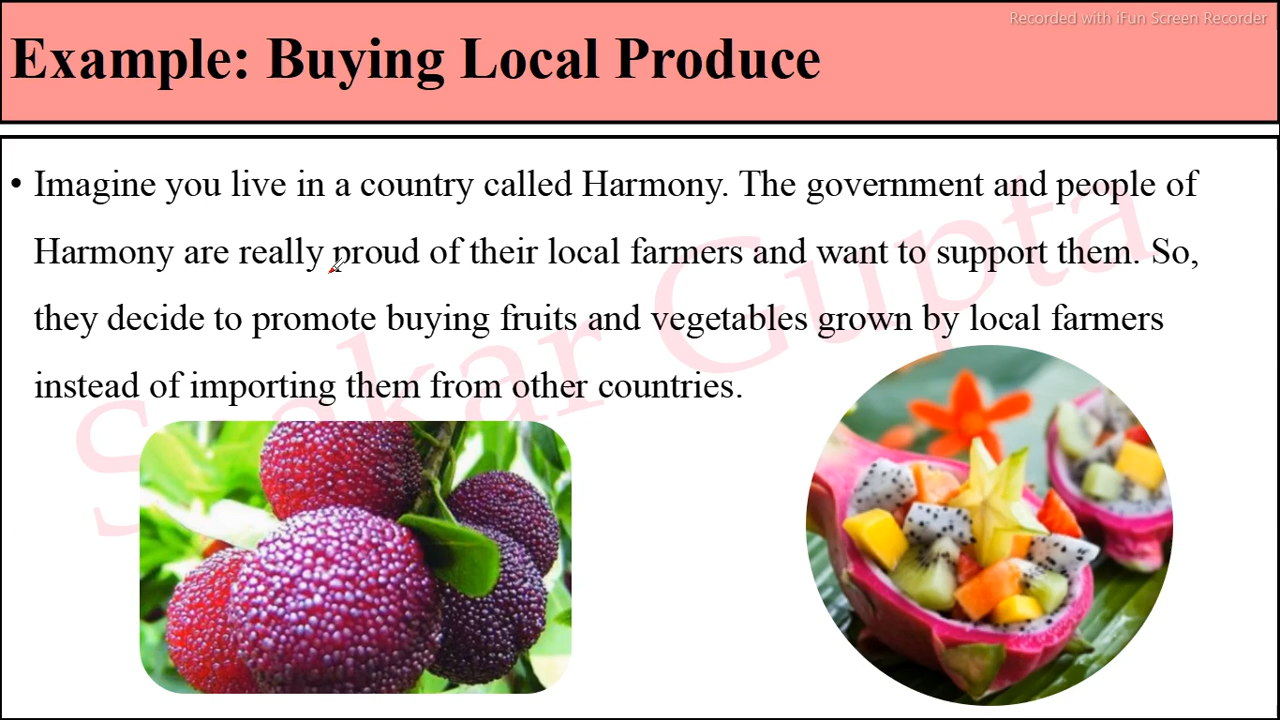 Recorded with iFun Screen Recorder
Example: Buying Local Produce
• Imagine you live in a country called Harmony. The government and people of
Harmony are really proud of their local farmers and want to support them. So,
they decide to promote buying fruits and vegetables grown by local farmers
instead of importing them from other countries.
Gupta